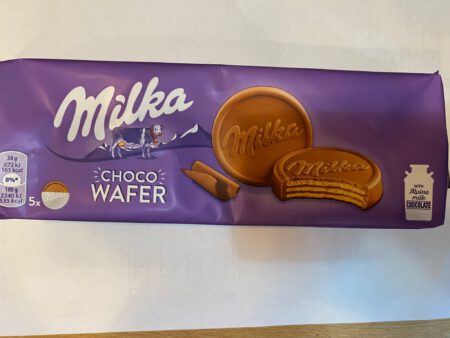 Milka
CHOCO
WAFER
Milka
Milka
30 g
672 kJ
161 kcal
8%*
100 g
2240 kJ
535 kcal
5x
WITH
Alpine
milk
CHOCOLATE